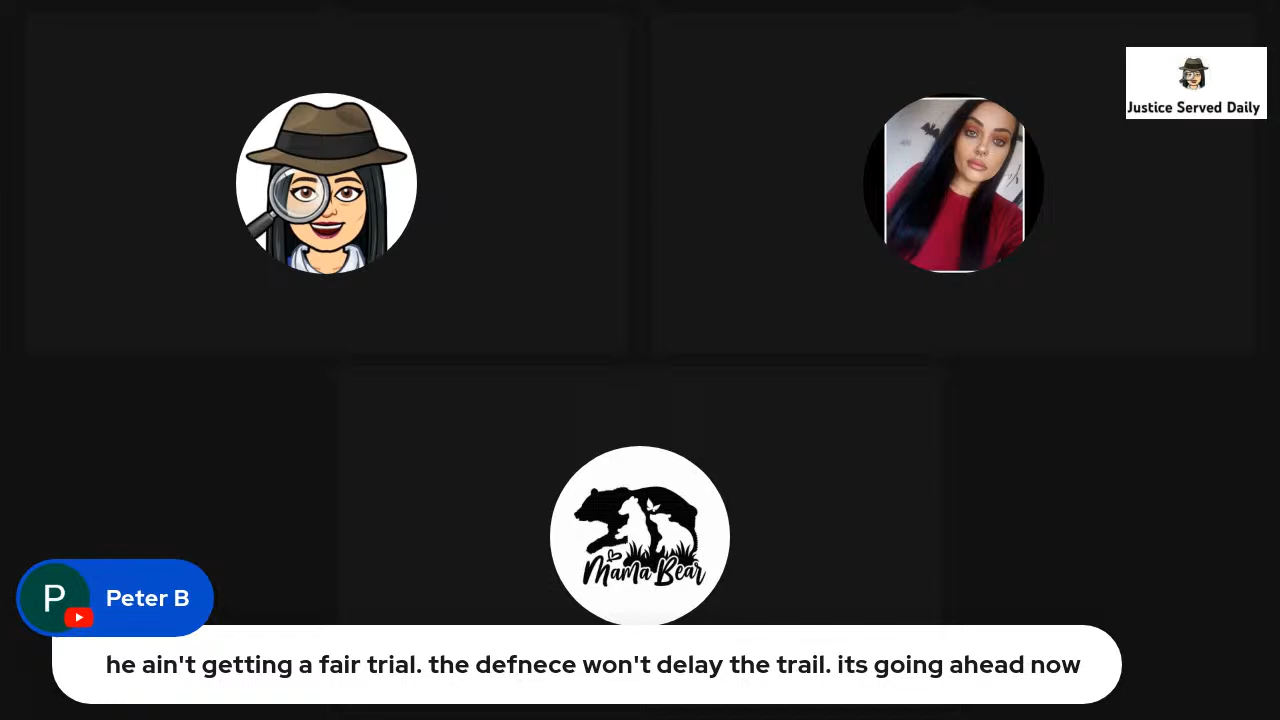 Justice Served Daily
Mama Bear
P
Peter B
he ain't getting a fair trial. the defnece won't delay the trail. its going ahead now